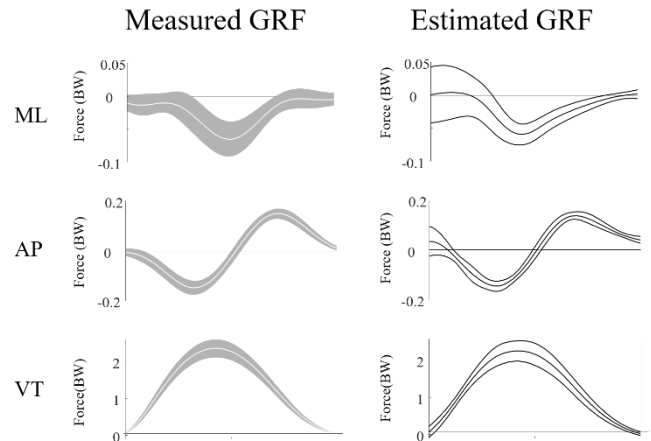 Measured GRF
Estimated GRF
ML
Force (BW)
0.05
0
-0.1
Force (BW)
0.05
0
-0.1
AP
Force (BW)
0.2
0
-0.2
Force (BW)
0.2
0
-0.2
VT
Force(BW)
2
1
0
Force(BW)
2
1
0